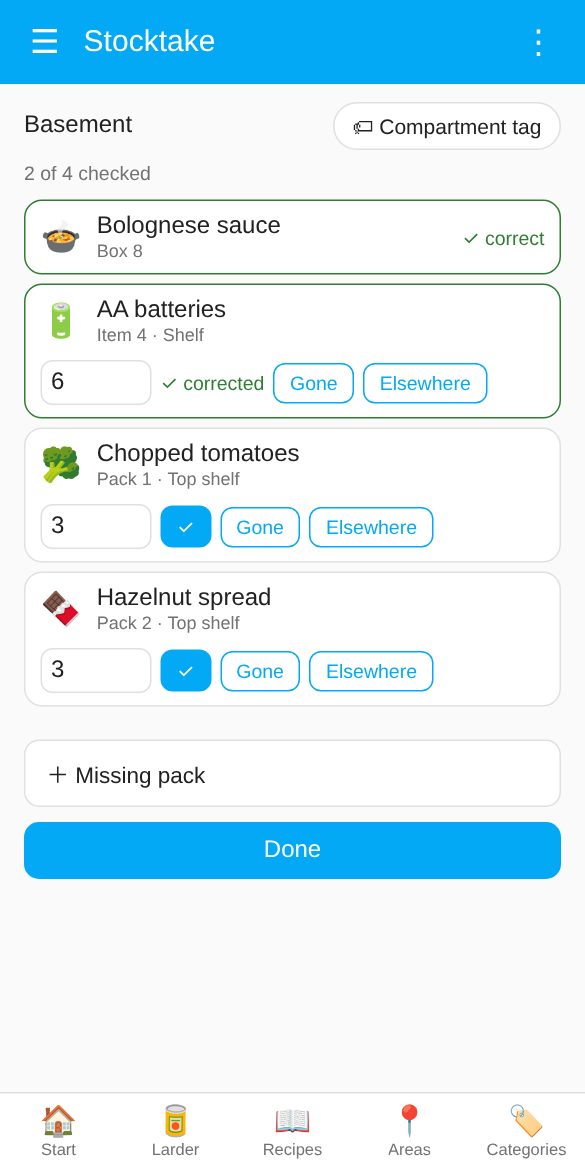 Stocktake
Basement
Compartment tag
2 of 4 checked
Bolognese sauce
Box 8
✓ correct
AA batteries
Item 4 · Shelf
6 ✓ corrected Gone Elsewhere
Chopped tomatoes
Pack 1 · Top shelf
3 ✓ Gone Elsewhere
Hazelnut spread
Pack 2 · Top shelf
3 ✓ Gone Elsewhere
+ Missing pack
Done
Start Larder Recipes Areas Categories